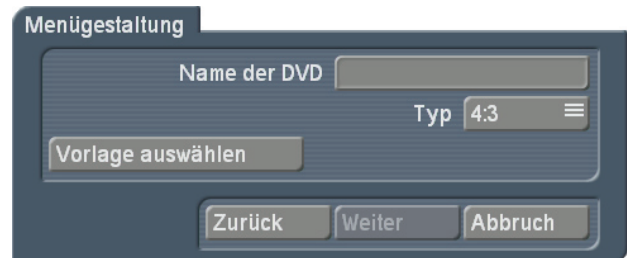 Menügestaltung
Name der DVD
Typ 4:3
Vorlage auswählen
Zurück Weiter Abbruch